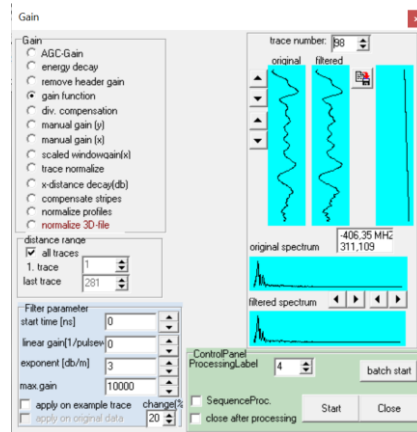 Gain
Gain
AGC-Gain
energy decay
remove header gain
gain function
div. compensation
manual gain (y)
manual gain (x)
scaled windowgain(x)
trace normalize
x-distance decay(db)
compensate stripes
normalize profiles
normalize 3D-file
distance range
all traces
1. trace 1
last trace 281
Filter parameter
start time [ns] 0
linear gain[1/pulsew 0
exponent [db/m] 3
max.gain 10000
apply on example trace change(%
apply on original data 20
trace number: 98
original filtered
original spectrum
-406,35 MHZ
311,109
filtered spectrum
ControlPanel
ProcessingLabel 4
batch start
SequenceProc.
close after processing
Start
Close